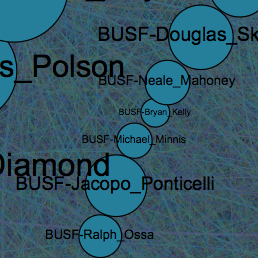 BUSF-Douglas_Sk
s_Polson
BUSF-Neale_Mahoney
BUSF-Bryan_Kelly
BUSF-Michael_Minnis
Diamond
BUSF-Jacopo_Ponticelli
BUSF-Ralph_Ossa